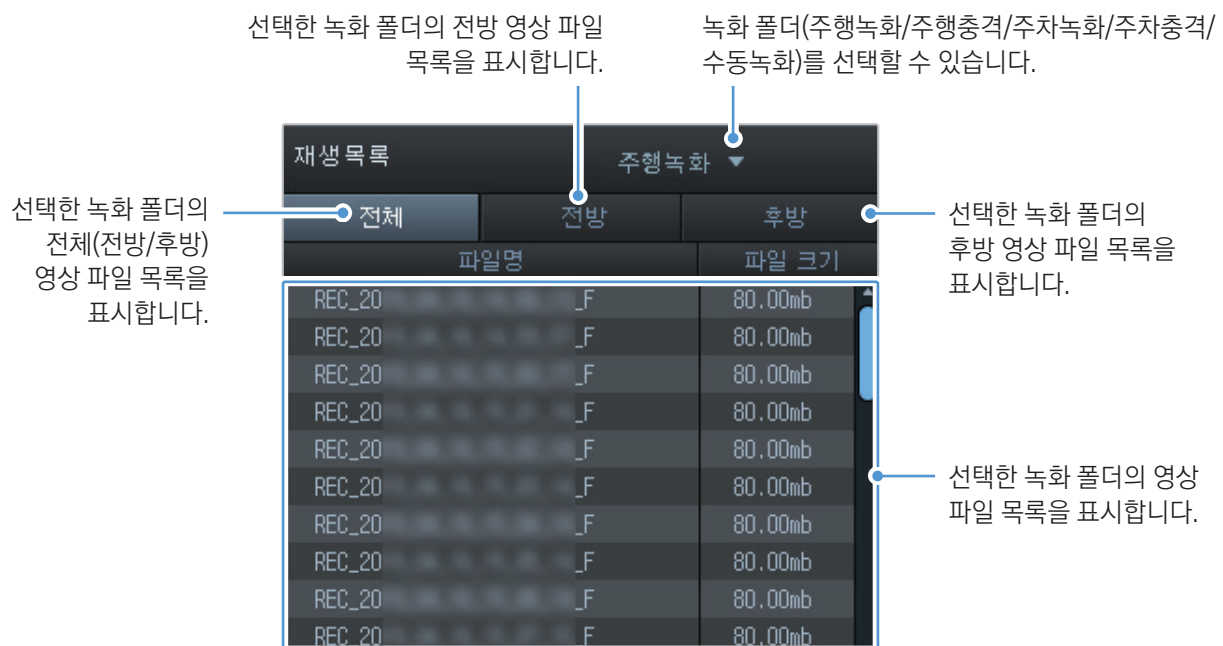 선택한 녹화 폴더의 전방 영상 파일
목록을 표시합니다.
녹화 폴더(주행녹화/주행충격/주차녹화/주차충격/
수동녹화)를 선택할 수 있습니다.
재생목록
주행녹화
선택한 녹화 폴더의
전체(전방/후방)
영상 파일 목록을
표시합니다.
전체 전방 후방
선택한 녹화 폴더의
후방 영상 파일 목록을
표시합니다.
파일명 파일 크기
REC_20 _F 80.00mb
REC_20 _F 80.00mb
REC_20 _F 80.00mb
REC_20 _F 80.00mb
REC_20 _F 80.00mb
REC_20 _F 80.00mb
REC_20 _F 80.00mb
REC_20 _F 80.00mb
REC_20 _F 80.00mb
REC_20 _F 80.00mb
선택한 녹화 폴더의 영상
파일 목록을 표시합니다.